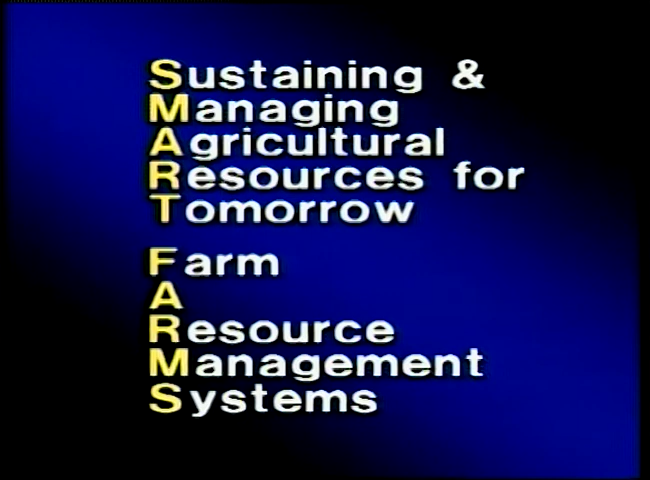 Sustaining &
Managing
Agricultural
Resources for
Tomorrow
Farm
A
Resource
Management
Systems